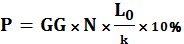 P = GG × N × L₀/k × 10%